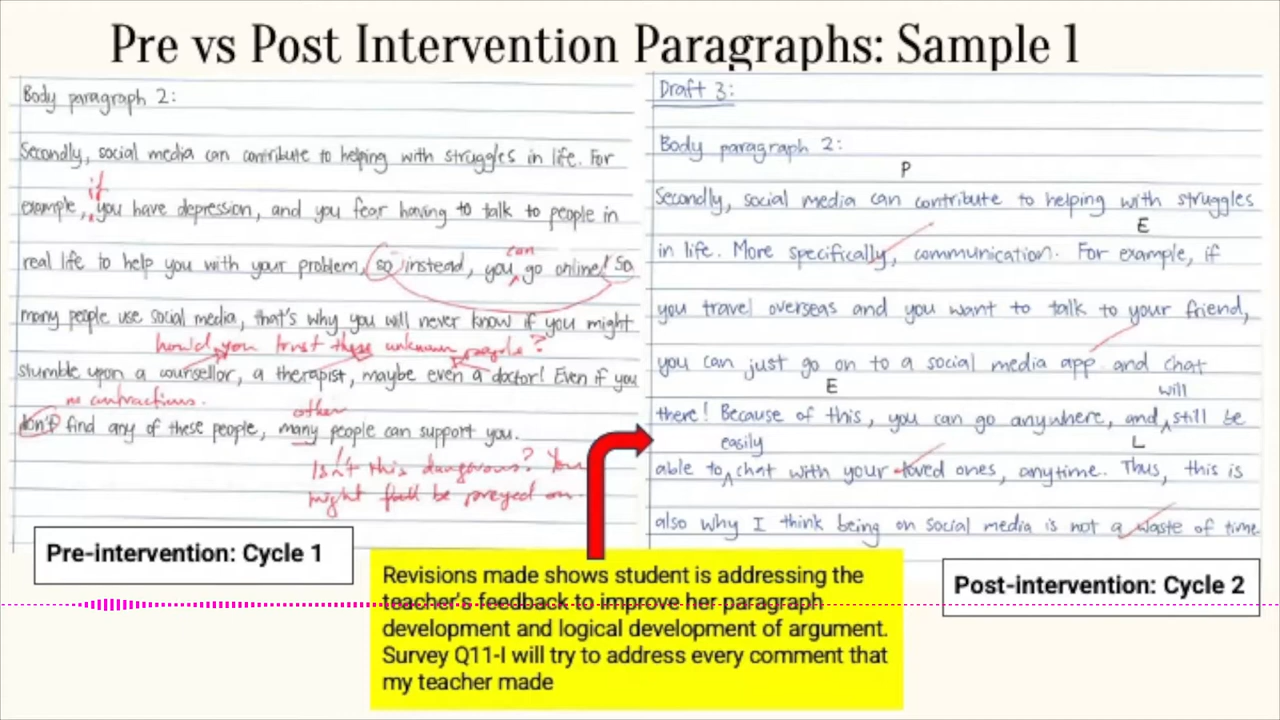 Pre vs Post Intervention Paragraphs: Sample 1
Body paragraph 2:
Secondly, social media can contribute to helping with struggles in life. For
if
example, you have depression, and you fear having to talk to people in
can
real life to help you with your problem, so instead, you go online! So
many people use social media, that's why you will never know if you might
would you trust these unknown people?
stumble upon a counsellor, a therapist, maybe even a doctor! Even if you
no contractions.
other
don't find any of these people, many people can support you.
Isn't this dangerous? You
might be preyed on.
Pre-intervention: Cycle 1
Draft 3:
Body paragraph 2:
P
Secondly, social media can contribute to helping with struggles
E
in life. More specifically, communication. For example, if
you travel overseas and you want to talk to your friend,
you can just go on to a social media app and chat
E will
there! Because of this, you can go anywhere, and still be
easily L
able to chat with your loved ones, anytime. Thus, this is
also why I think being on social media is not a waste of time
Post-intervention: Cycle 2
Revisions made shows student is addressing the
teacher's feedback to improve her paragraph
development and logical development of argument.
Survey Q11-I will try to address every comment that
my teacher made